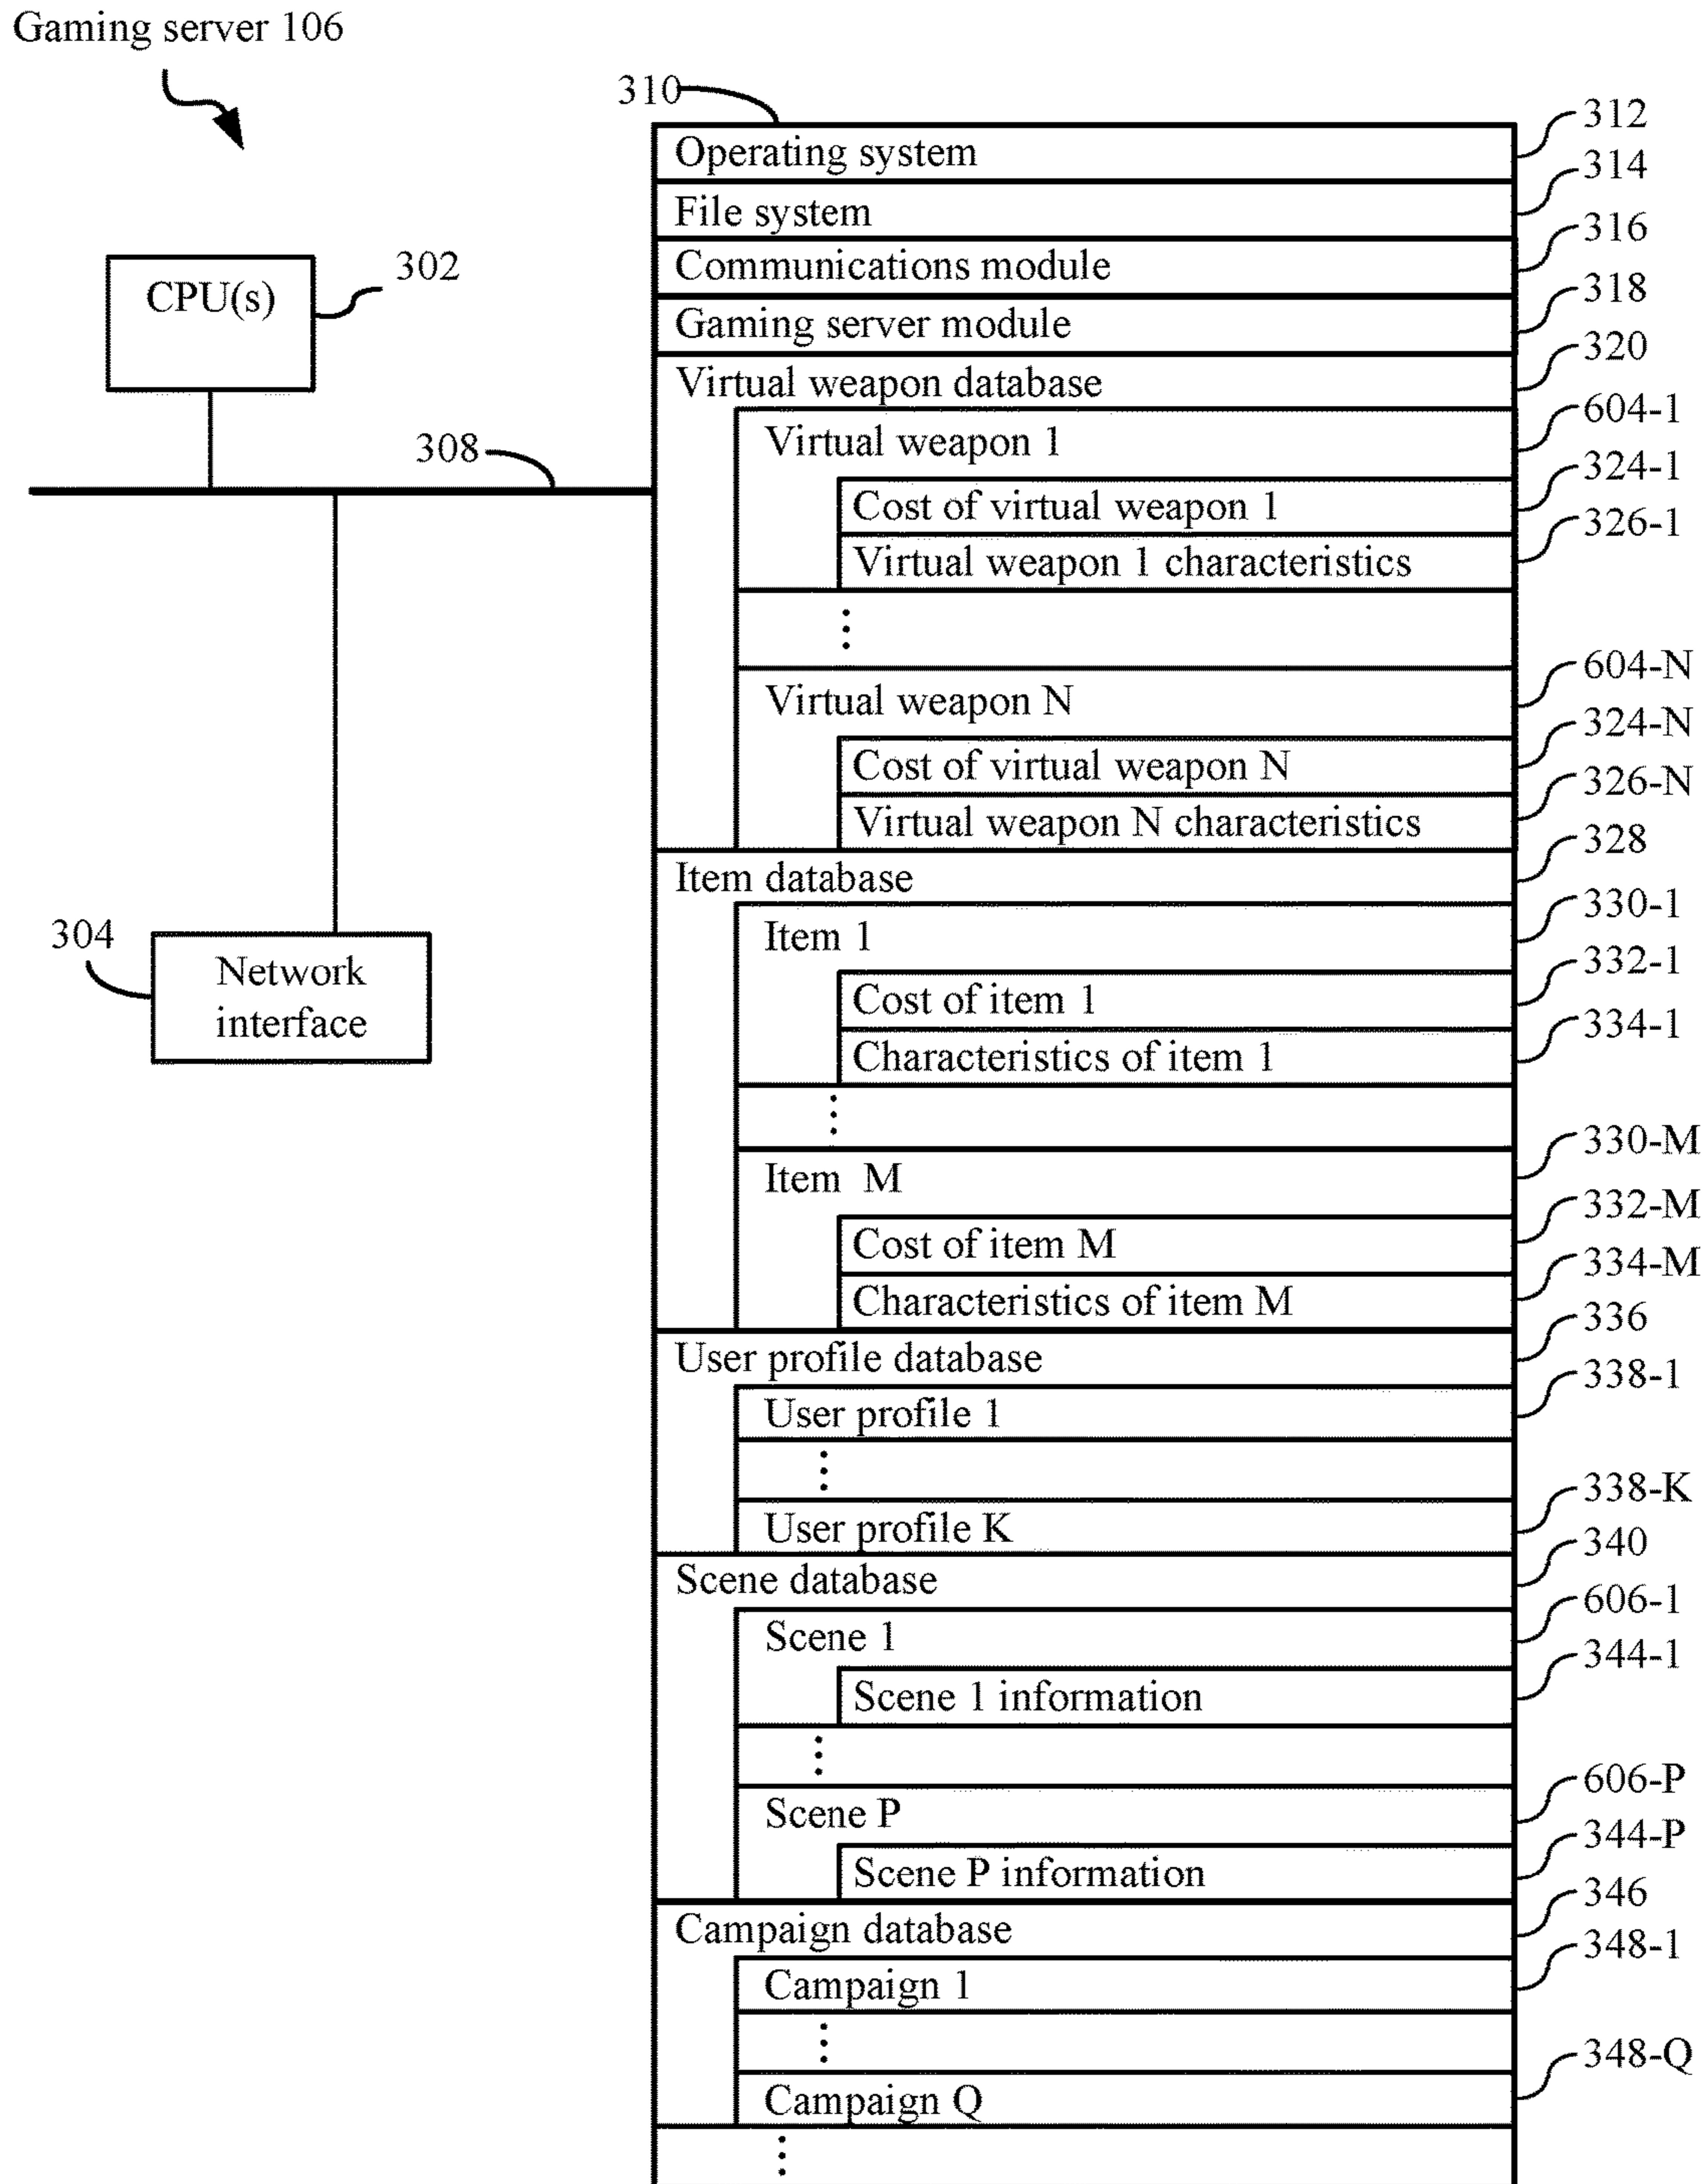 Gaming server 106
310
312
Operating system
314
File system
316
Communications module
302
CPU(s)
318
Gaming server module
320
Virtual weapon database
604-1
Virtual weapon 1
308
324-1
Cost of virtual weapon 1
326-1
Virtual weapon 1 characteristics
604-N
Virtual weapon N
324-N
Cost of virtual weapon N
326-N
Virtual weapon N characteristics
328
Item database
330-1
Item 1
304
Network
interface
332-1
Cost of item 1
334-1
Characteristics of item 1
330-M
Item M
332-M
Cost of item M
334-M
Characteristics of item M
336
User profile database
338-1
User profile 1
338-K
User profile K
340
Scene database
606-1
Scene 1
344-1
Scene 1 information
606-P
Scene P
344-P
Scene P information
346
Campaign database
348-1
Campaign 1
348-Q
Campaign Q